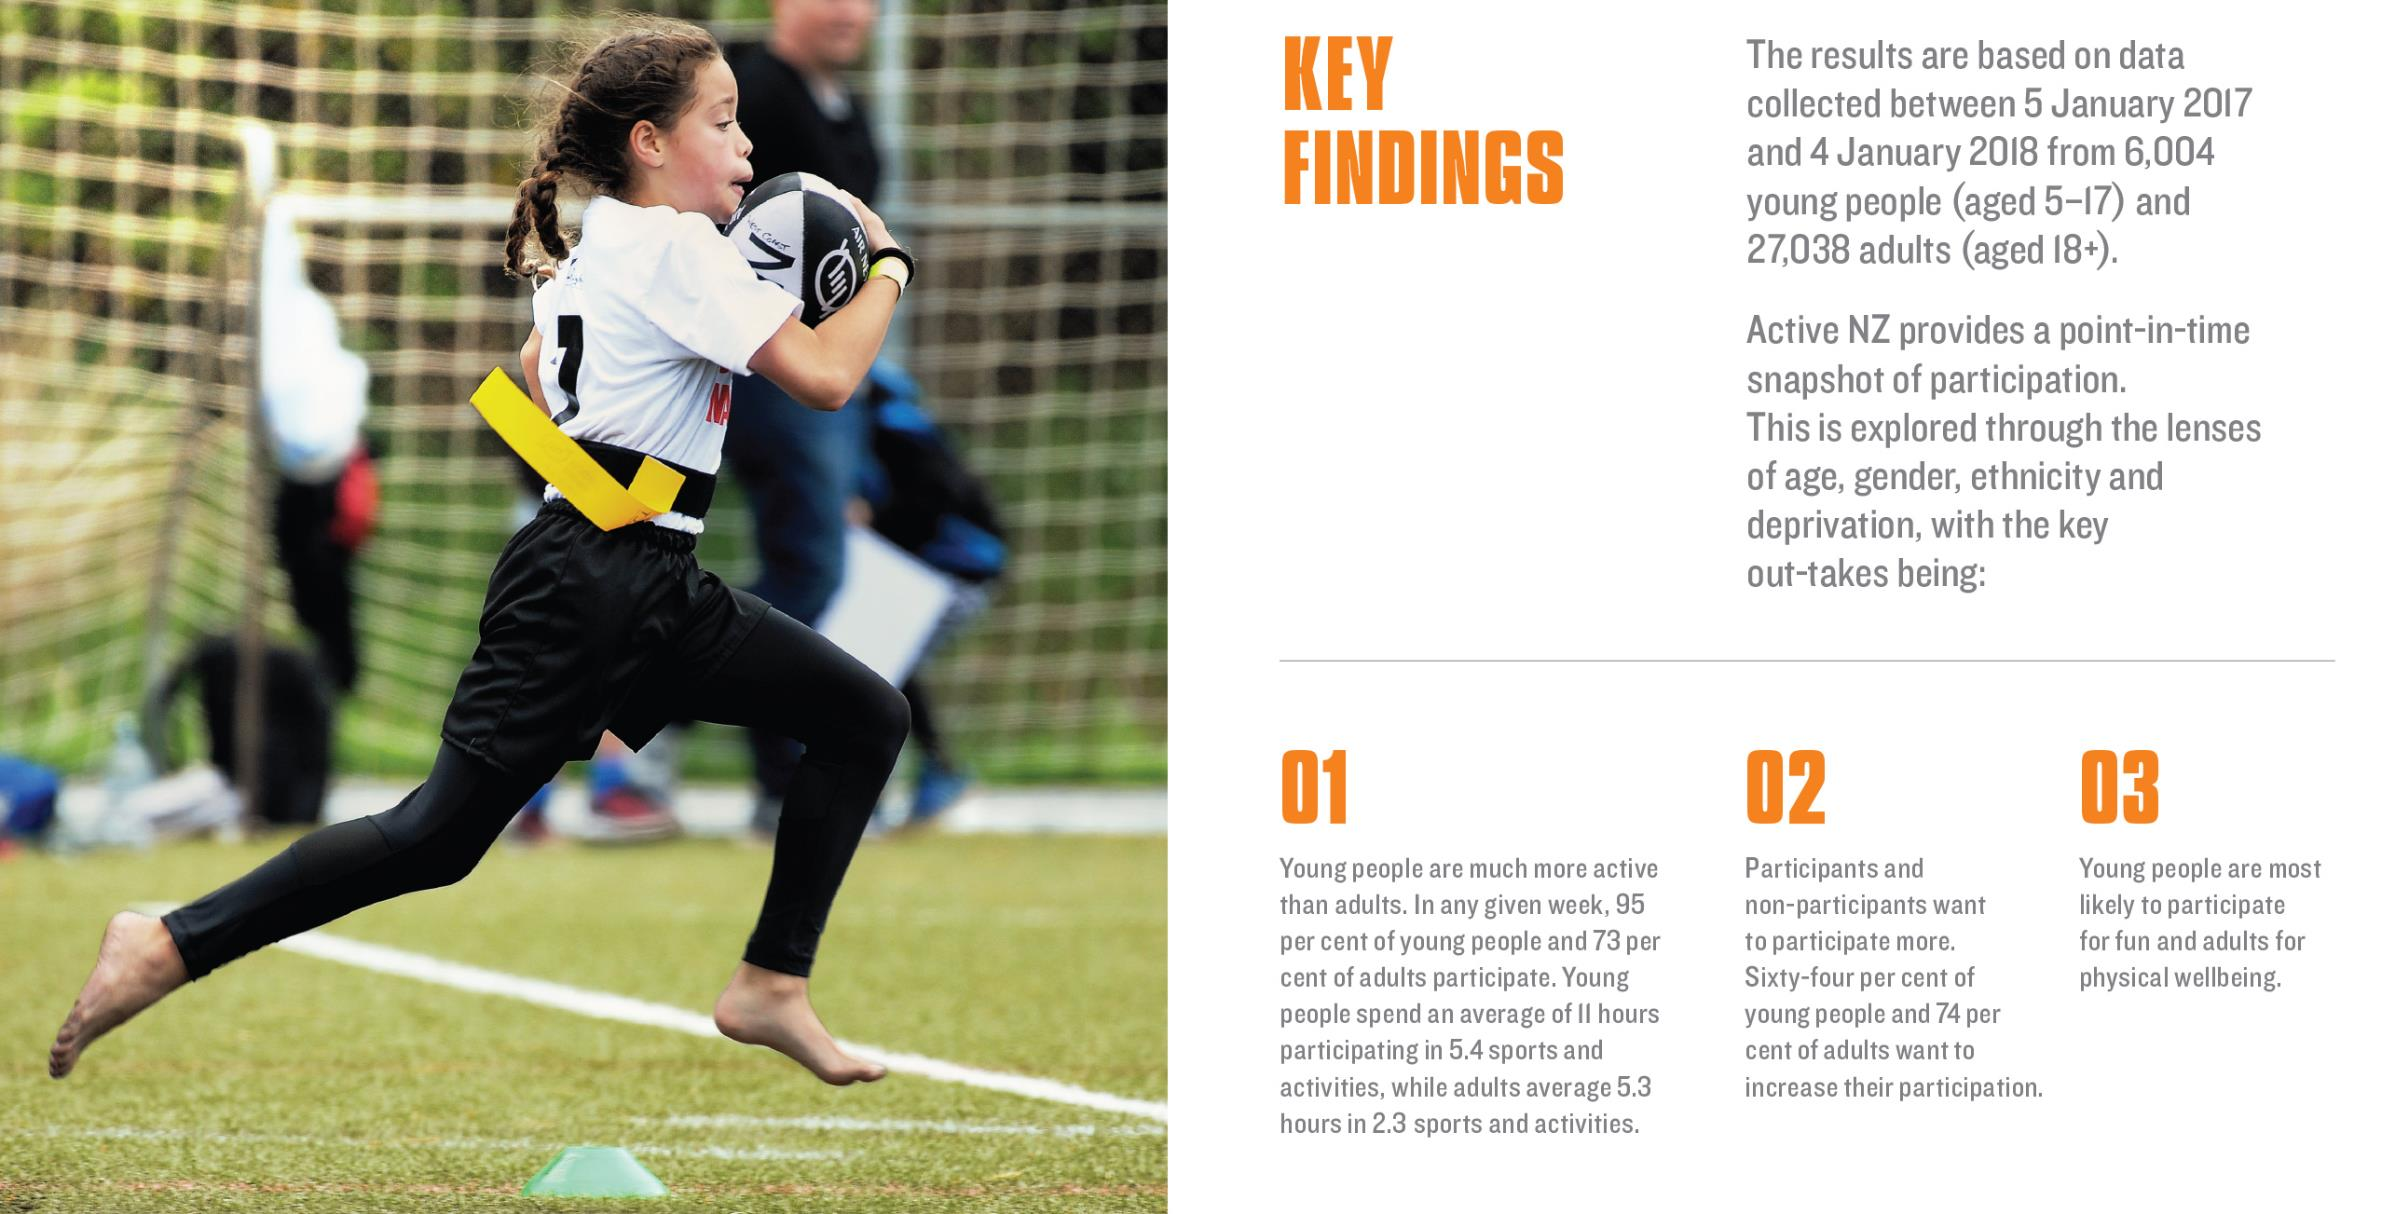 KEY
FINDINGS
The results are based on data
collected between 5 January 2017
and 4 January 2018 from 6,004
young people (aged 5–17) and
27,038 adults (aged 18+).
Active NZ provides a point-in-time
snapshot of participation.
This is explored through the lenses
of age, gender, ethnicity and
deprivation, with the key
out-takes being:
01
Young people are much more active
than adults. In any given week, 95
per cent of young people and 73 per
cent of adults participate. Young
people spend an average of 11 hours
participating in 5.4 sports and
activities, while adults average 5.3
hours in 2.3 sports and activities.
02
Participants and
non-participants want
to participate more.
Sixty-four per cent of
young people and 74 per
cent of adults want to
increase their participation.
03
Young people are most
likely to participate
for fun and adults for
physical wellbeing.
7